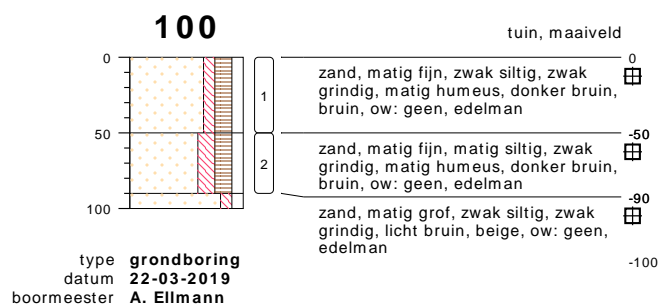 100
tuin, maaiveld
0
0
zand, matig fijn, zwak siltig, zwak
grindig, matig humeus, donker bruin,
bruin, ow: geen, edelman
1
50
-50
zand, matig fijn, matig siltig, zwak
grindig, matig humeus, donker bruin,
bruin, ow: geen, edelman
2
-90
100
zand, matig grof, zwak siltig, zwak
grindig, licht bruin, beige, ow: geen,
edelman
-100
type grondboring
datum 22-03-2019
boormeester A. Ellmann